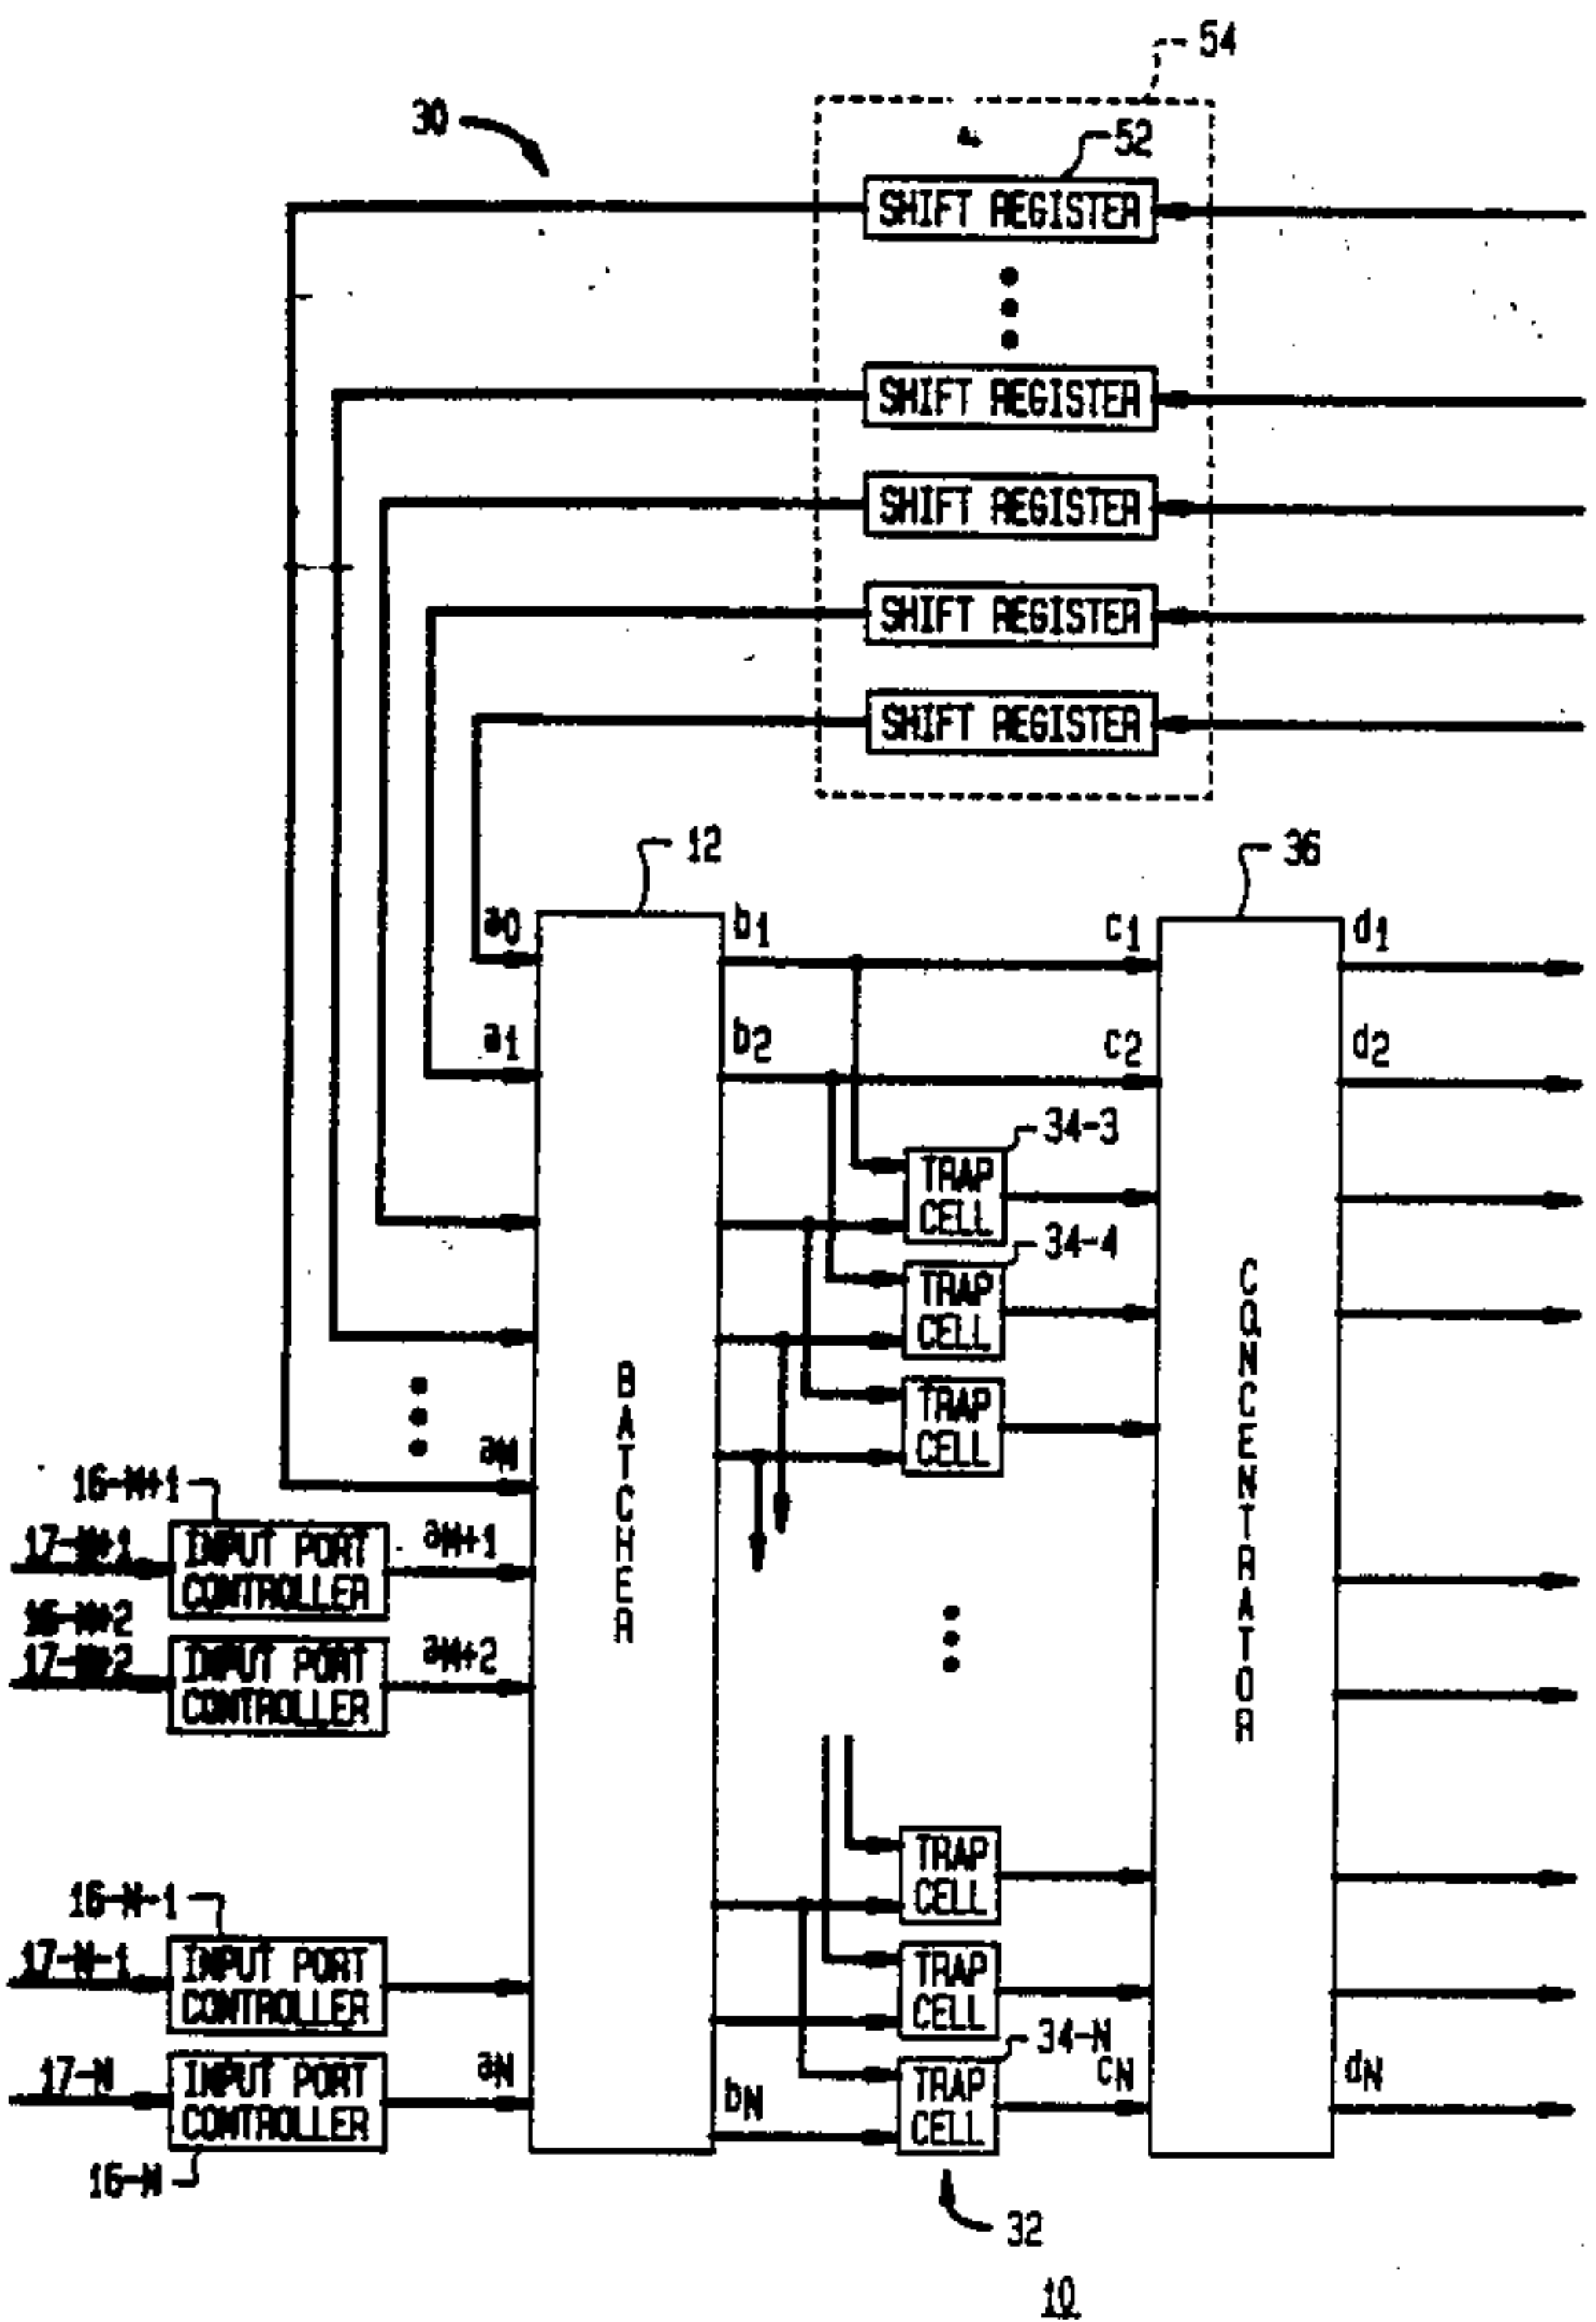 54
30
52
SHIFT REGISTER
SHIFT REGISTER
SHIFT REGISTER
SHIFT REGISTER
SHIFT REGISTER
12
36
a0
b1
c1
d1
a1
b2
c2
d2
34-3
TRAP CELL
34-4
TRAP CELL
TRAP CELL
BATCHER
CONCENTRATOR
aM
16-M+1
17-M+1
INPUT PORT CONTROLLER
aM+1
16-M+2
17-M+2
INPUT PORT CONTROLLER
aM+2
TRAP CELL
16-N-1
17-N-1
INPUT PORT CONTROLLER
TRAP CELL
34-N
17-N
INPUT PORT CONTROLLER
aN
bN
TRAP CELL
cN
dN
16-N
32
10